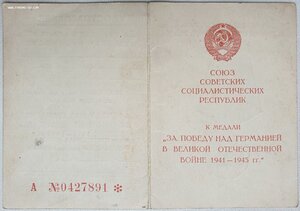 А №0427891 *
СОЮЗ
СОВЕТСКИХ
СОЦИАЛИСТИЧЕСКИХ
РЕСПУБЛИК
К МЕДАЛИ
„ЗА ПОБЕДУ НАД ГЕРМАНИЕЙ
В ВЕЛИКОЙ ОТЕЧЕСТВЕННОЙ
ВОЙНЕ 1941—1945 гг.“